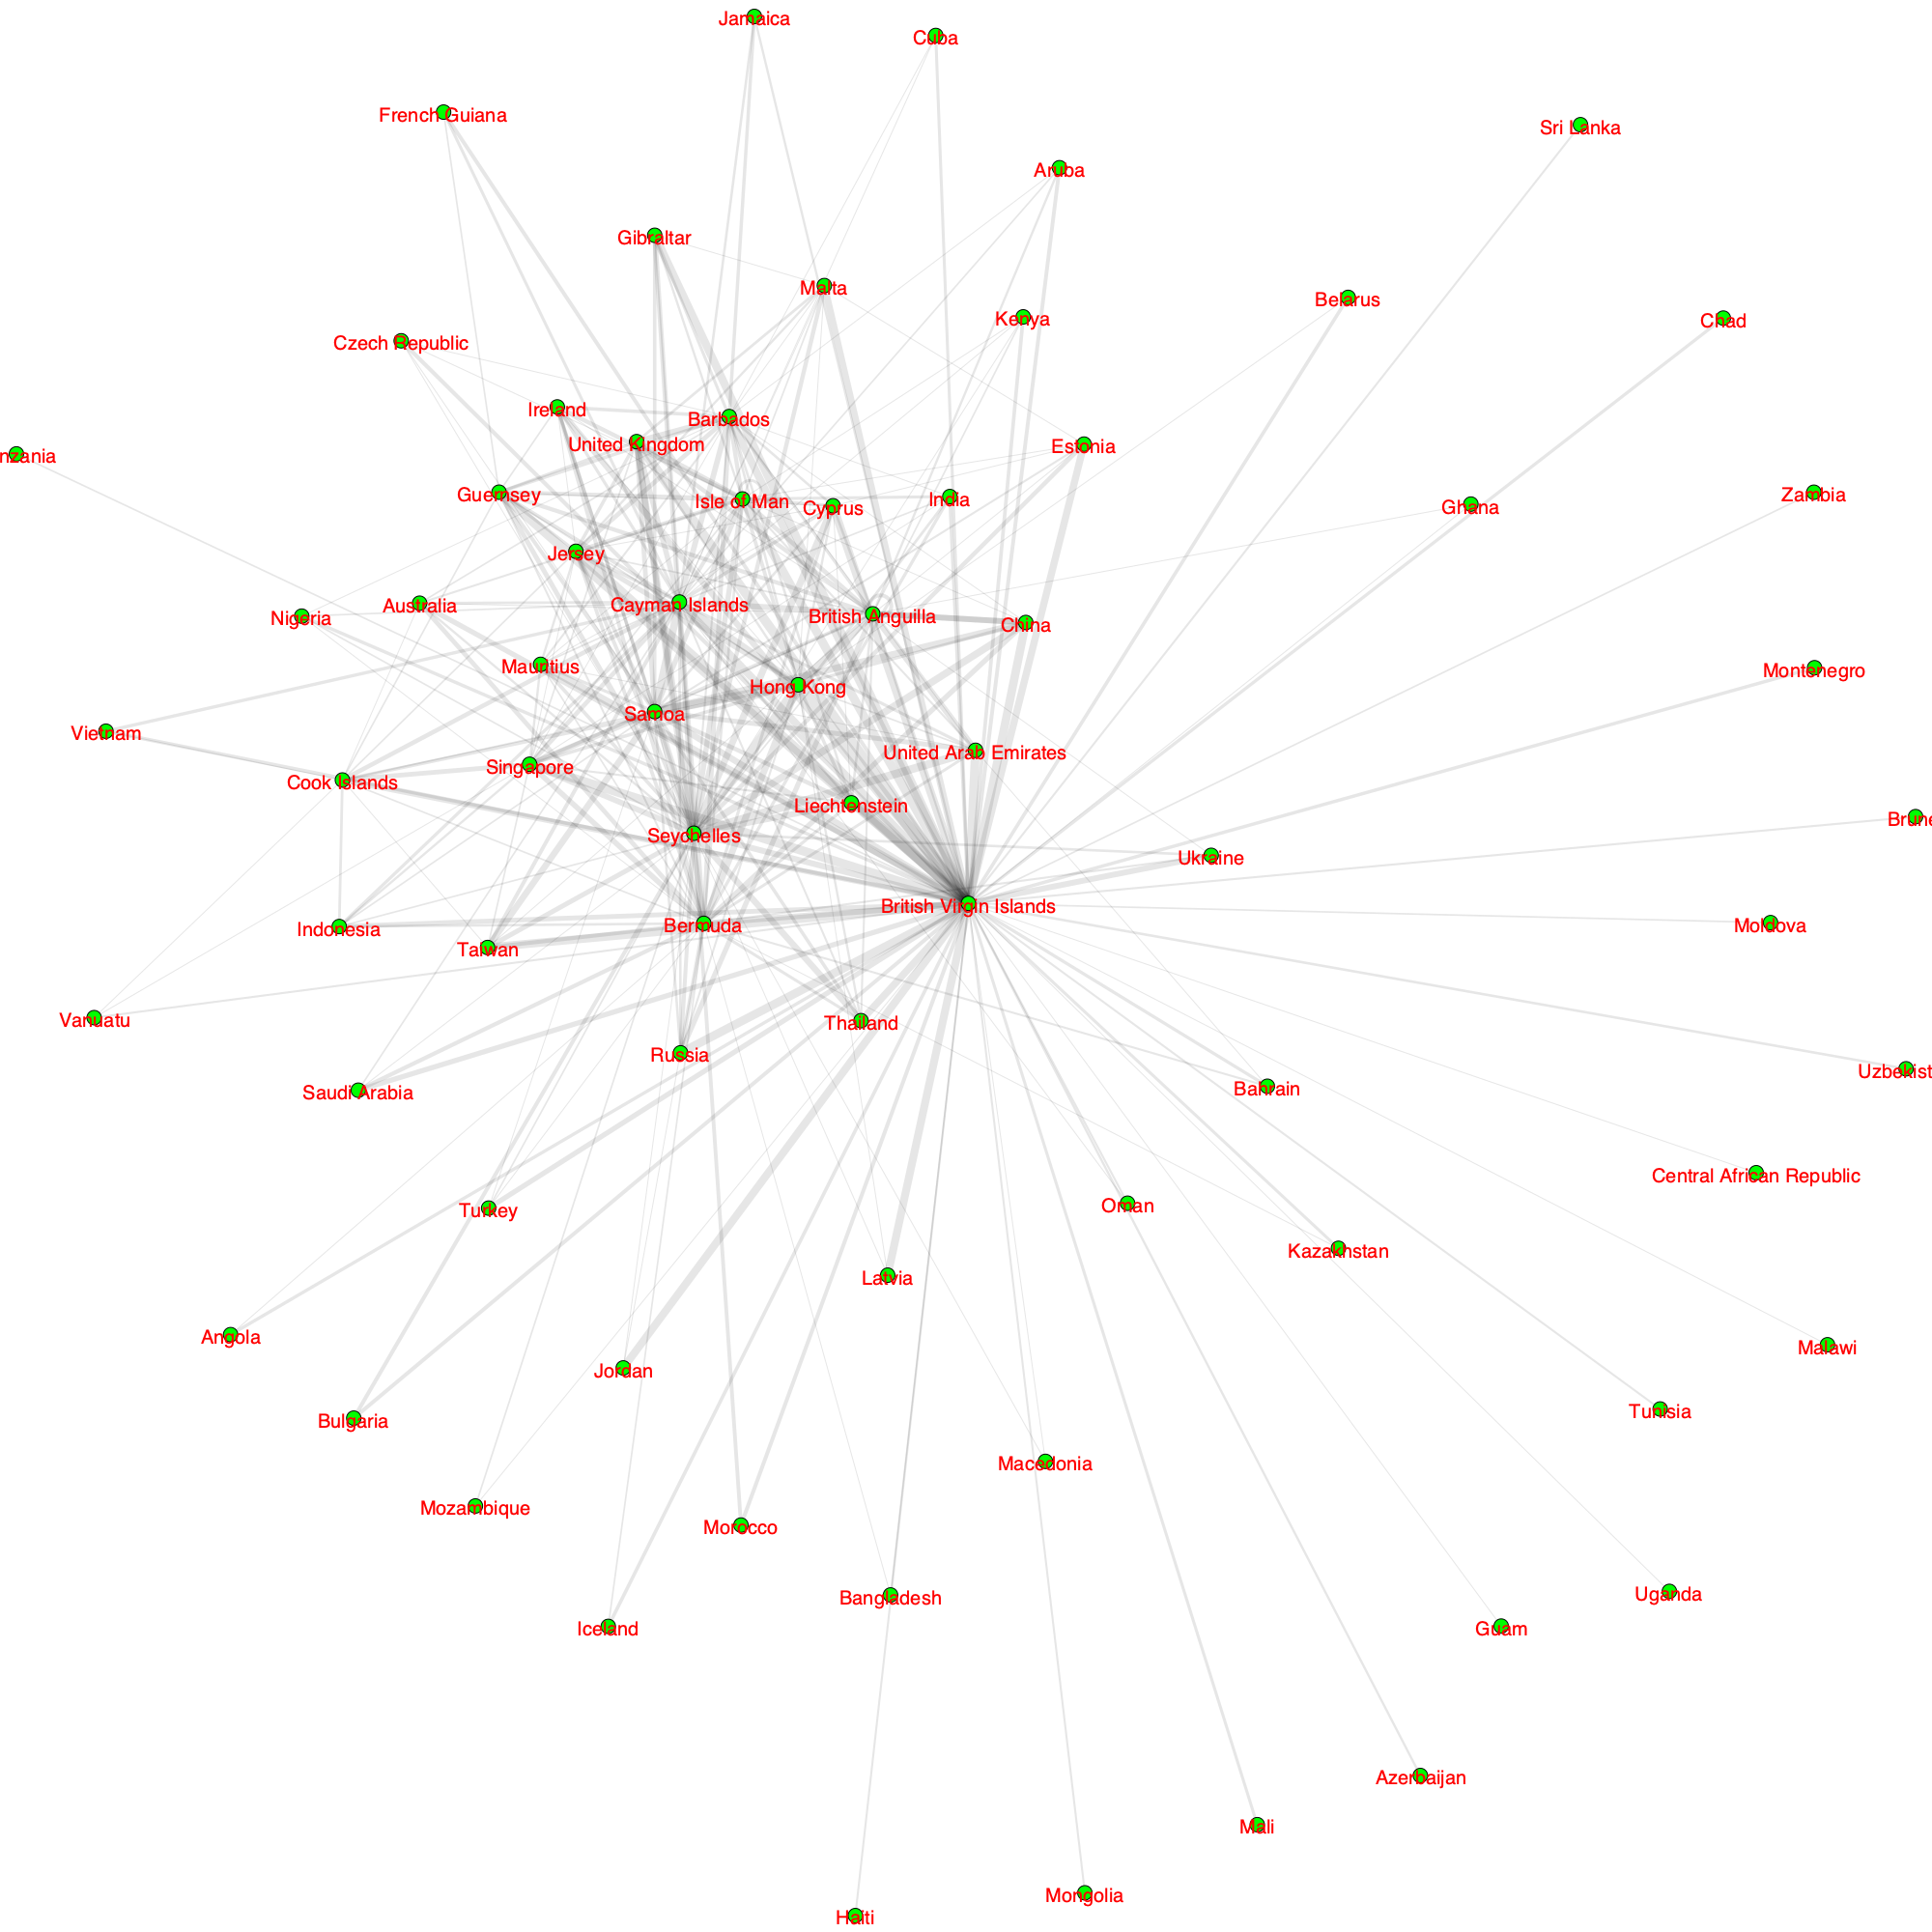 Jamaica
Cuba
French Guiana
Sri Lanka
Aruba
Gibraltar
Malta
Belarus
Kenya
Chad
Czech Republic
Ireland
Barbados
United Kingdom
Estonia
nzania
Guernsey
Isle of Man
Cyprus
India
Ghana
Zambia
Jersey
Nigeria
Australia
Cayman Islands
British Anguilla
China
Mauritius
Hong Kong
Montenegro
Samoa
Vietnam
United Arab Emirates
Cook Islands
Singapore
Liechtenstein
Brune
Seychelles
Ukraine
British Virgin Islands
Indonesia
Bermuda
Moldova
Taiwan
Vanuatu
Thailand
Russia
Uzbekist
Saudi Arabia
Bahrain
Central African Republic
Turkey
Oman
Kazakhstan
Latvia
Angola
Malawi
Jordan
Bulgaria
Tunisia
Macedonia
Mozambique
Morocco
Bangladesh
Uganda
Iceland
Guam
Azerbaijan
Mali
Mongolia
Haiti